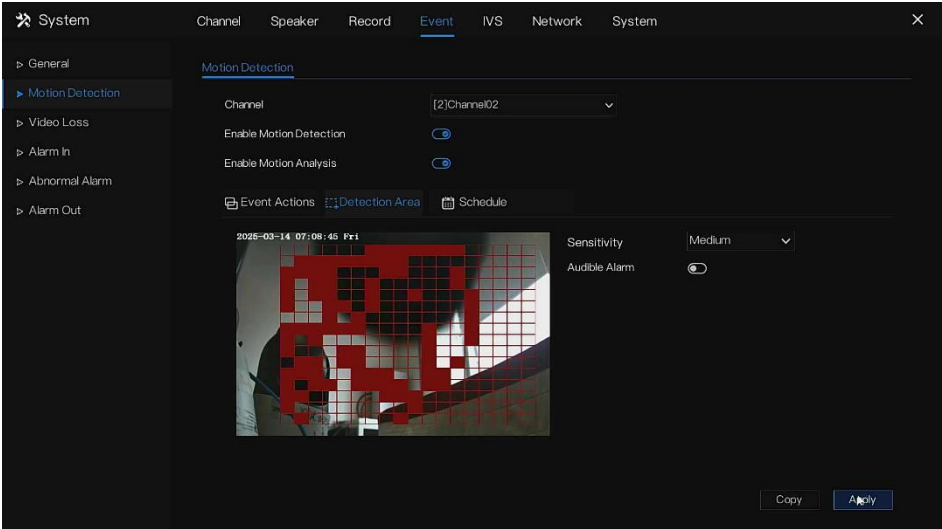 System Channel Speaker Record Event IVS Network System
General
Motion Detection
Video Loss
Alarm In
Abnormal Alarm
Alarm Out
Motion Detection
Channel [2]Channel02
Enable Motion Detection
Enable Motion Analysis
Event Actions Detection Area Schedule
2025-03-14 07:08:45 Fri
Sensitivity Medium
Audible Alarm
Copy Apply